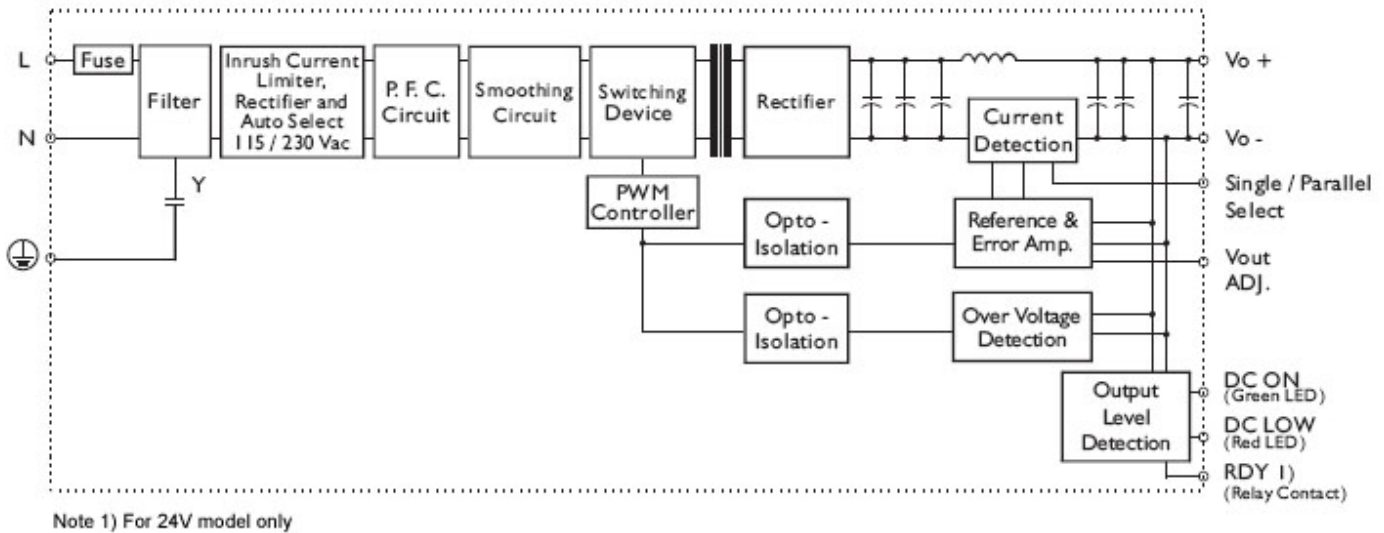 L
Fuse
Filter
Inrush Current
Limiter,
Rectifier and
Auto Select
115 / 230 Vac
P. F. C.
Circuit
Smoothing
Circuit
Switching
Device
Rectifier
Current
Detection
Vo +
N
Vo -
Y
PWM
Controller
Opto -
Isolation
Reference &
Error Amp.
Single / Parallel
Select
Vout
ADJ.
Opto -
Isolation
Over Voltage
Detection
Output
Level
Detection
DC ON
(Green LED)
DC LOW
(Red LED)
RDY 1)
(Relay Contact)
Note 1) For 24V model only